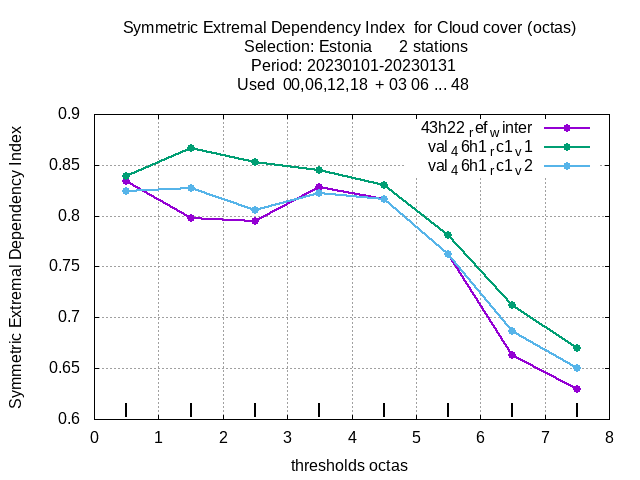 Symmetric Extremal Dependency Index  for Cloud cover (octas)
Selection: Estonia      2 stations
Period: 20230101-20230131
Used  00,06,12,18  + 03 06 ... 48
43h22 ref winter
val 4 6h1 r c1 v 1
val 4 6h1 r c1 v 2
0.9
0.85
0.8
0.75
0.7
0.65
0.6
Symmetric Extremal Dependency Index
0 1 2 3 4 5 6 7 8
thresholds octas